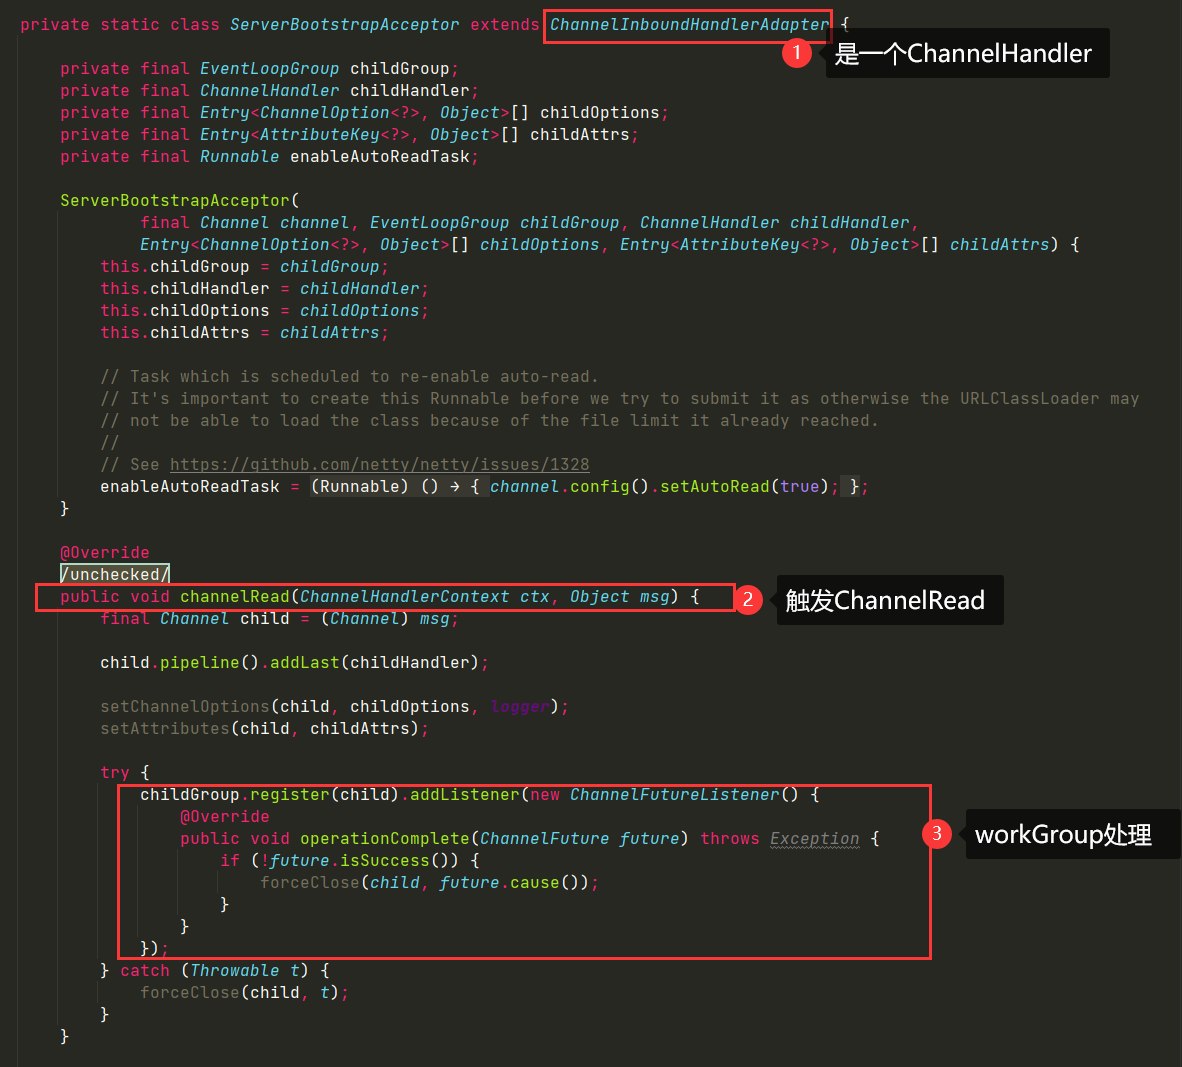 private static class ServerBootstrapAcceptor extends ChannelInboundHandlerAdapter {
1 是一个ChannelHandler
private final EventLoopGroup childGroup;
private final ChannelHandler childHandler;
private final Entry<ChannelOption<?>, Object>[] childOptions;
private final Entry<AttributeKey<?>, Object>[] childAttrs;
private final Runnable enableAutoReadTask;
ServerBootstrapAcceptor(
final Channel channel, EventLoopGroup childGroup, ChannelHandler childHandler,
Entry<ChannelOption<?>, Object>[] childOptions, Entry<AttributeKey<?>, Object>[] childAttrs) {
this.childGroup = childGroup;
this.childHandler = childHandler;
this.childOptions = childOptions;
this.childAttrs = childAttrs;
// Task which is scheduled to re-enable auto-read.
// It's important to create this Runnable before we try to submit it as otherwise the URLClassLoader may
// not be able to load the class because of the file limit it already reached.
//
// See https://github.com/netty/netty/issues/1328
enableAutoReadTask = (Runnable) () → { channel.config().setAutoRead(true); };
}
@Override
/unchecked/
public void channelRead(ChannelHandlerContext ctx, Object msg) {
2 触发ChannelRead
final Channel child = (Channel) msg;
child.pipeline().addLast(childHandler);
setChannelOptions(child, childOptions, logger);
setAttributes(child, childAttrs);
try {
childGroup.register(child).addListener(new ChannelFutureListener() {
@Override
public void operationComplete(ChannelFuture future) throws Exception {
3 workGroup处理
if (!future.isSuccess()) {
forceClose(child, future.cause());
}
}
});
} catch (Throwable t) {
forceClose(child, t);
}
}